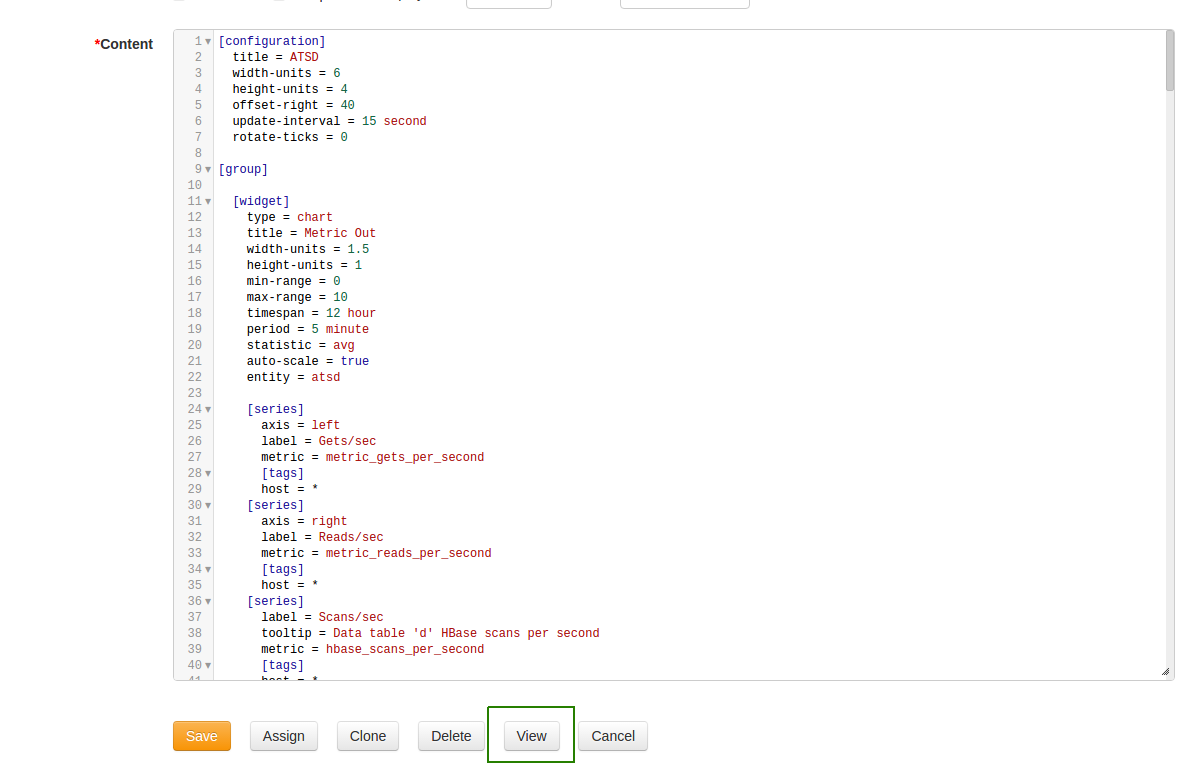 *Content
1 [configuration]
2 title = ATSD
3 width-units = 6
4 height-units = 4
5 offset-right = 40
6 update-interval = 15 second
7 rotate-ticks = 0
8
9 [group]
10
11 [widget]
12 type = chart
13 title = Metric Out
14 width-units = 1.5
15 height-units = 1
16 min-range = 0
17 max-range = 10
18 timespan = 12 hour
19 period = 5 minute
20 statistic = avg
21 auto-scale = true
22 entity = atsd
23
24 [series]
25 axis = left
26 label = Gets/sec
27 metric = metric_gets_per_second
28 [tags]
29 host = *
30 [series]
31 axis = right
32 label = Reads/sec
33 metric = metric_reads_per_second
34 [tags]
35 host = *
36 [series]
37 label = Scans/sec
38 tooltip = Data table 'd' HBase scans per second
39 metric = hbase_scans_per_second
40 [tags]
41 host = *
Save Assign Clone Delete View Cancel